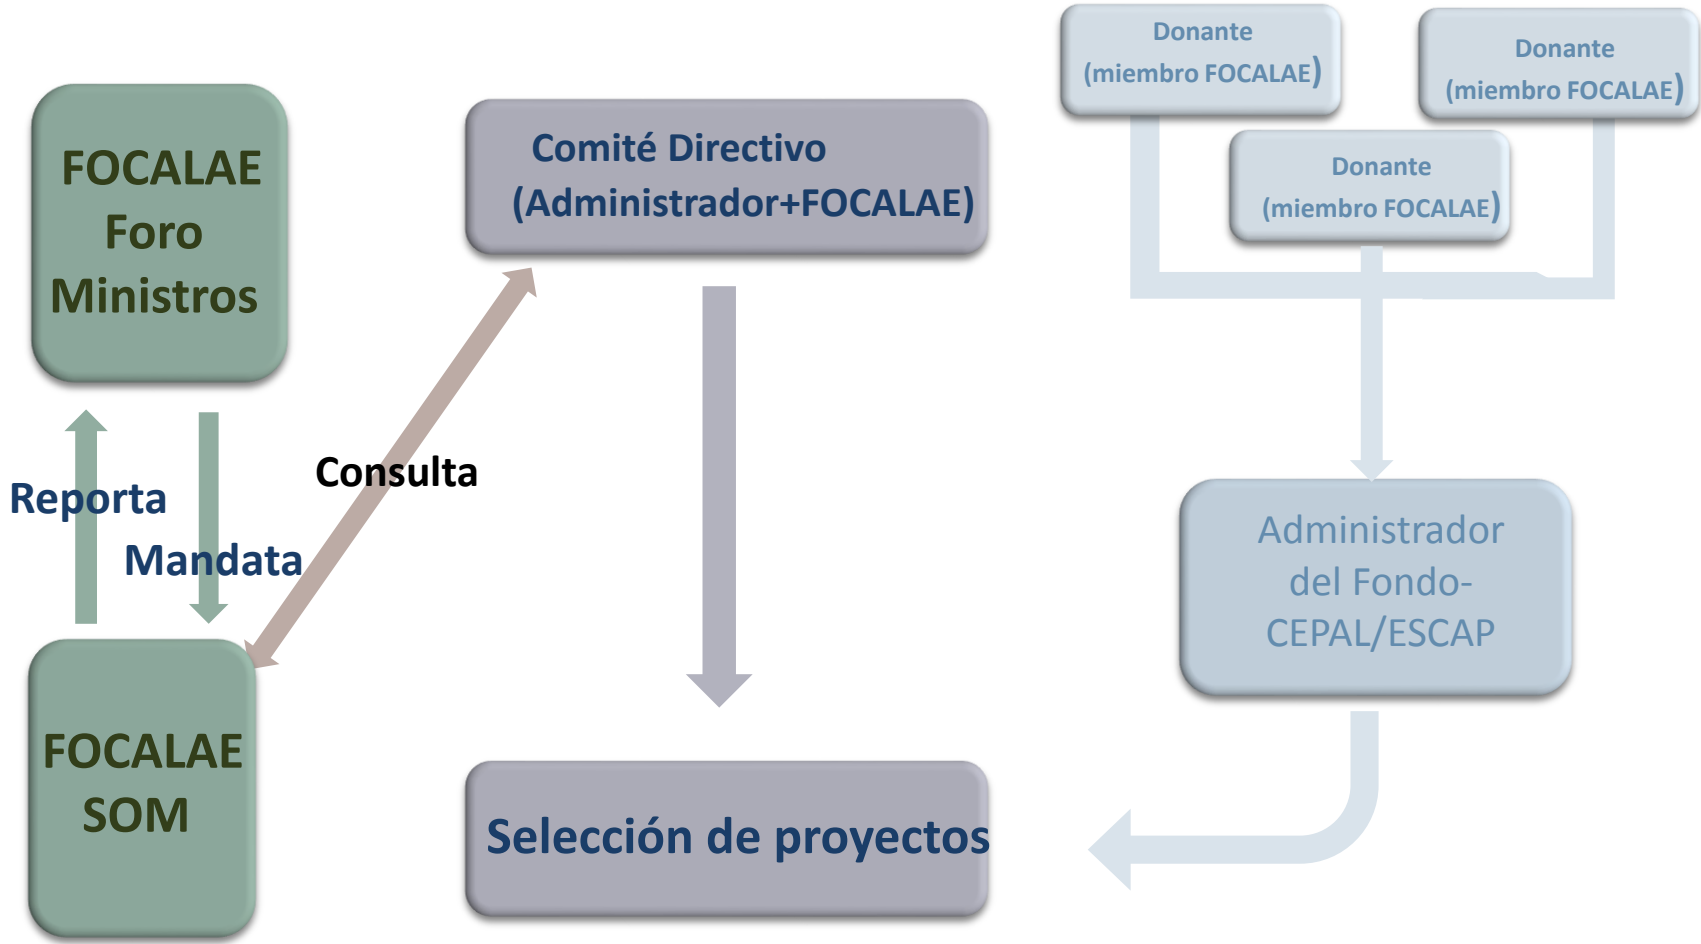 FOCALAE
Foro
Ministros
Reporta
Mandata
FOCALAE
SOM
Consulta
Comité Directivo
(Administrador+FOCALAE)
Selección de proyectos
Donante
(miembro FOCALAE)
Donante
(miembro FOCALAE)
Donante
(miembro FOCALAE)
Administrador
del Fondo-
CEPAL/ESCAP